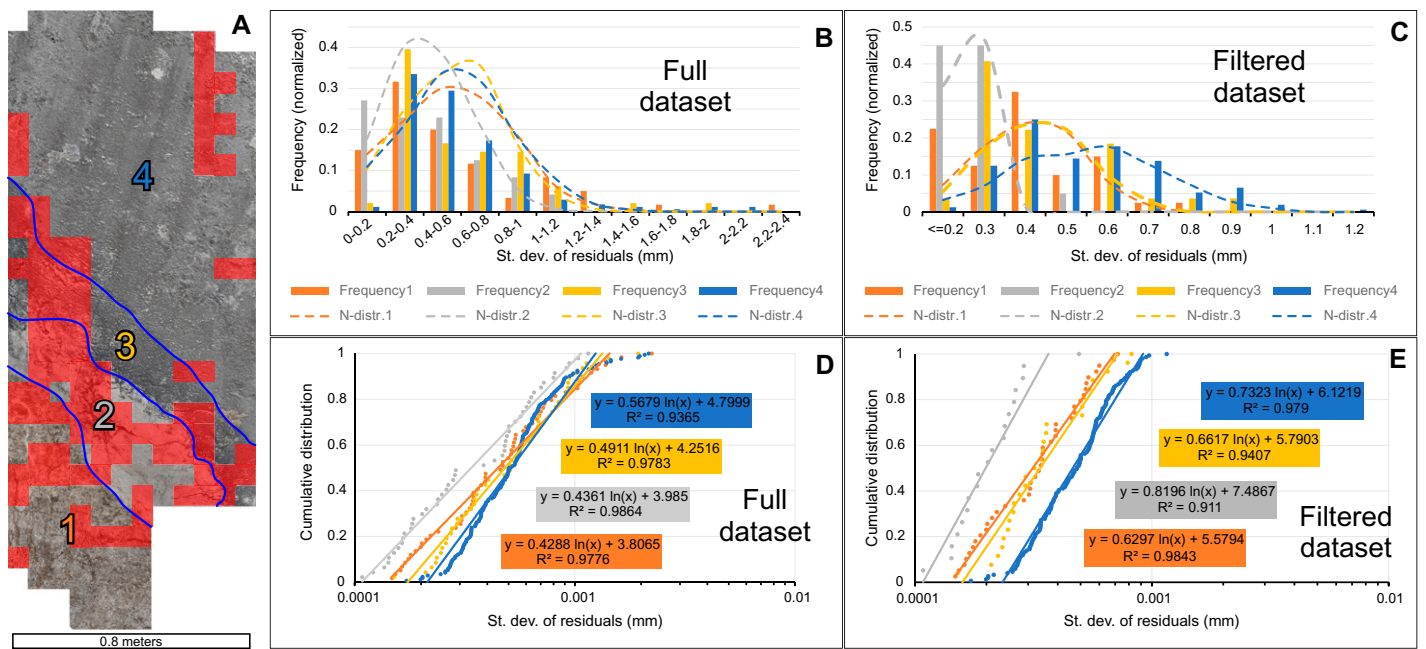 A
4
3
2
1
0.8 meters
B
Full
dataset
Frequency (normalized)
0.4
0.3
0.2
0.1
0
0-0.2
0.2-0.4
0.4-0.6
0.6-0.8
0.8-1
1-1.2
1.2-1.4
1.4-1.6
1.6-1.8
1.8-2
2-2.2
2.2-2.4
St. dev. of residuals (mm)
Frequency1 Frequency2 Frequency3 Frequency4
N-distr.1 N-distr.2 N-distr.3 N-distr.4
C
Filtered
dataset
Frequency (normalized)
0.5
0.4
0.3
0.2
0.1
0
<=0.2 0.3 0.4 0.5 0.6 0.7 0.8 0.9 1 1.1 1.2
St. dev. of residuals (mm)
Frequency1 Frequency2 Frequency3 Frequency4
N-distr.1 N-distr.2 N-distr.3 N-distr.4
D
Cumulative distribution
1
0.8
0.6
0.4
0.2
0
y = 0.5679 ln(x) + 4.7999
R² = 0.9365
y = 0.4911 ln(x) + 4.2516
R² = 0.9783
y = 0.4361 ln(x) + 3.985
R² = 0.9864
y = 0.4288 ln(x) + 3.8065
R² = 0.9776
Full
dataset
0.0001 0.001 0.01
St. dev. of residuals (mm)
E
Cumulative distribution
1
0.8
0.6
0.4
0.2
0
y = 0.7323 ln(x) + 6.1219
R² = 0.979
y = 0.6617 ln(x) + 5.7903
R² = 0.9407
y = 0.8196 ln(x) + 7.4867
R² = 0.911
y = 0.6297 ln(x) + 5.5794
R² = 0.9843
Filtered
dataset
0.0001 0.001 0.01
St. dev. of residuals (mm)